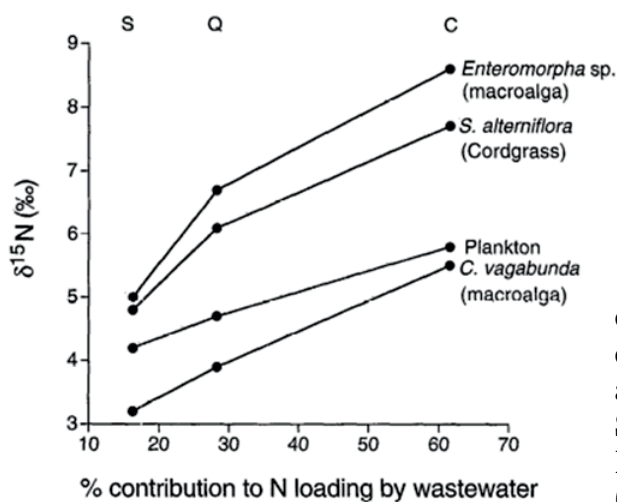 S Q C
9
8
7
6
5
4
3
δ15N (‰)
Enteromorpha sp.
(macroalga)
S. alterniflora
(Cordgrass)
Plankton
C. vagabunda
(macroalga)
10 20 30 40 50 60 70
% contribution to N loading by wastewater